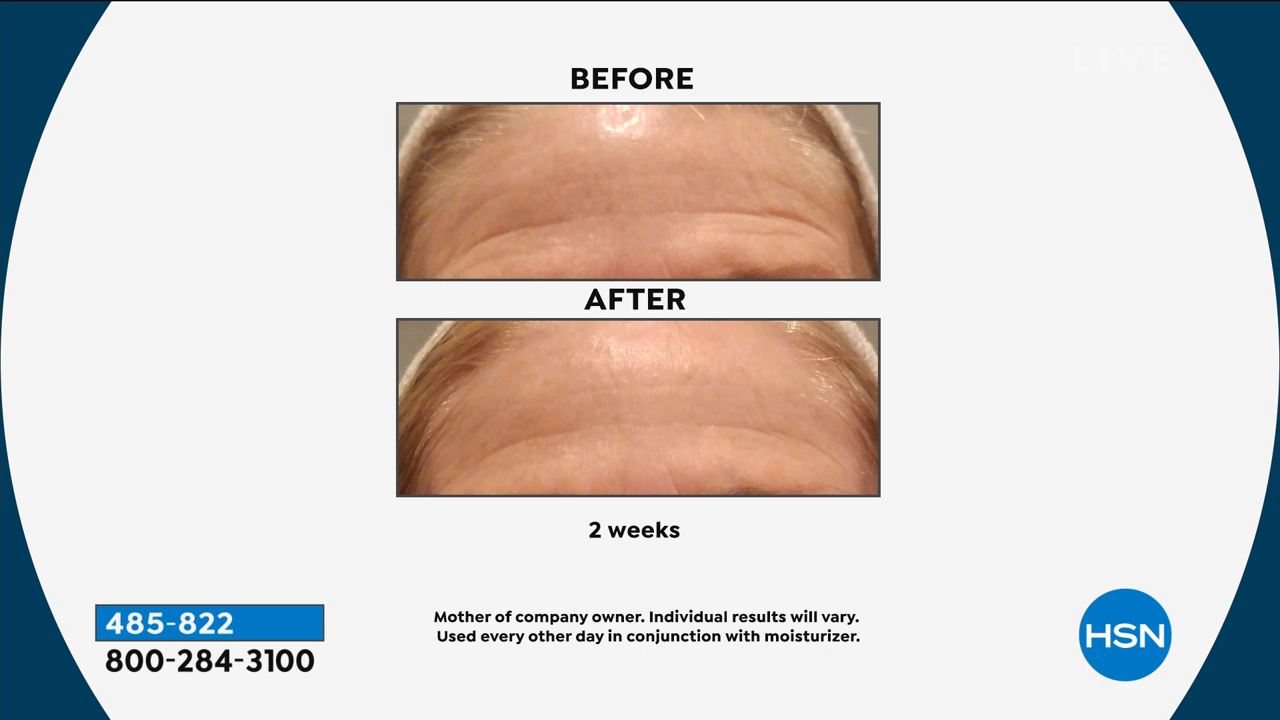 LIVE
BEFORE
AFTER
2 weeks
485-822
800-284-3100
Mother of company owner. Individual results will vary.
Used every other day in conjunction with moisturizer.
HSN